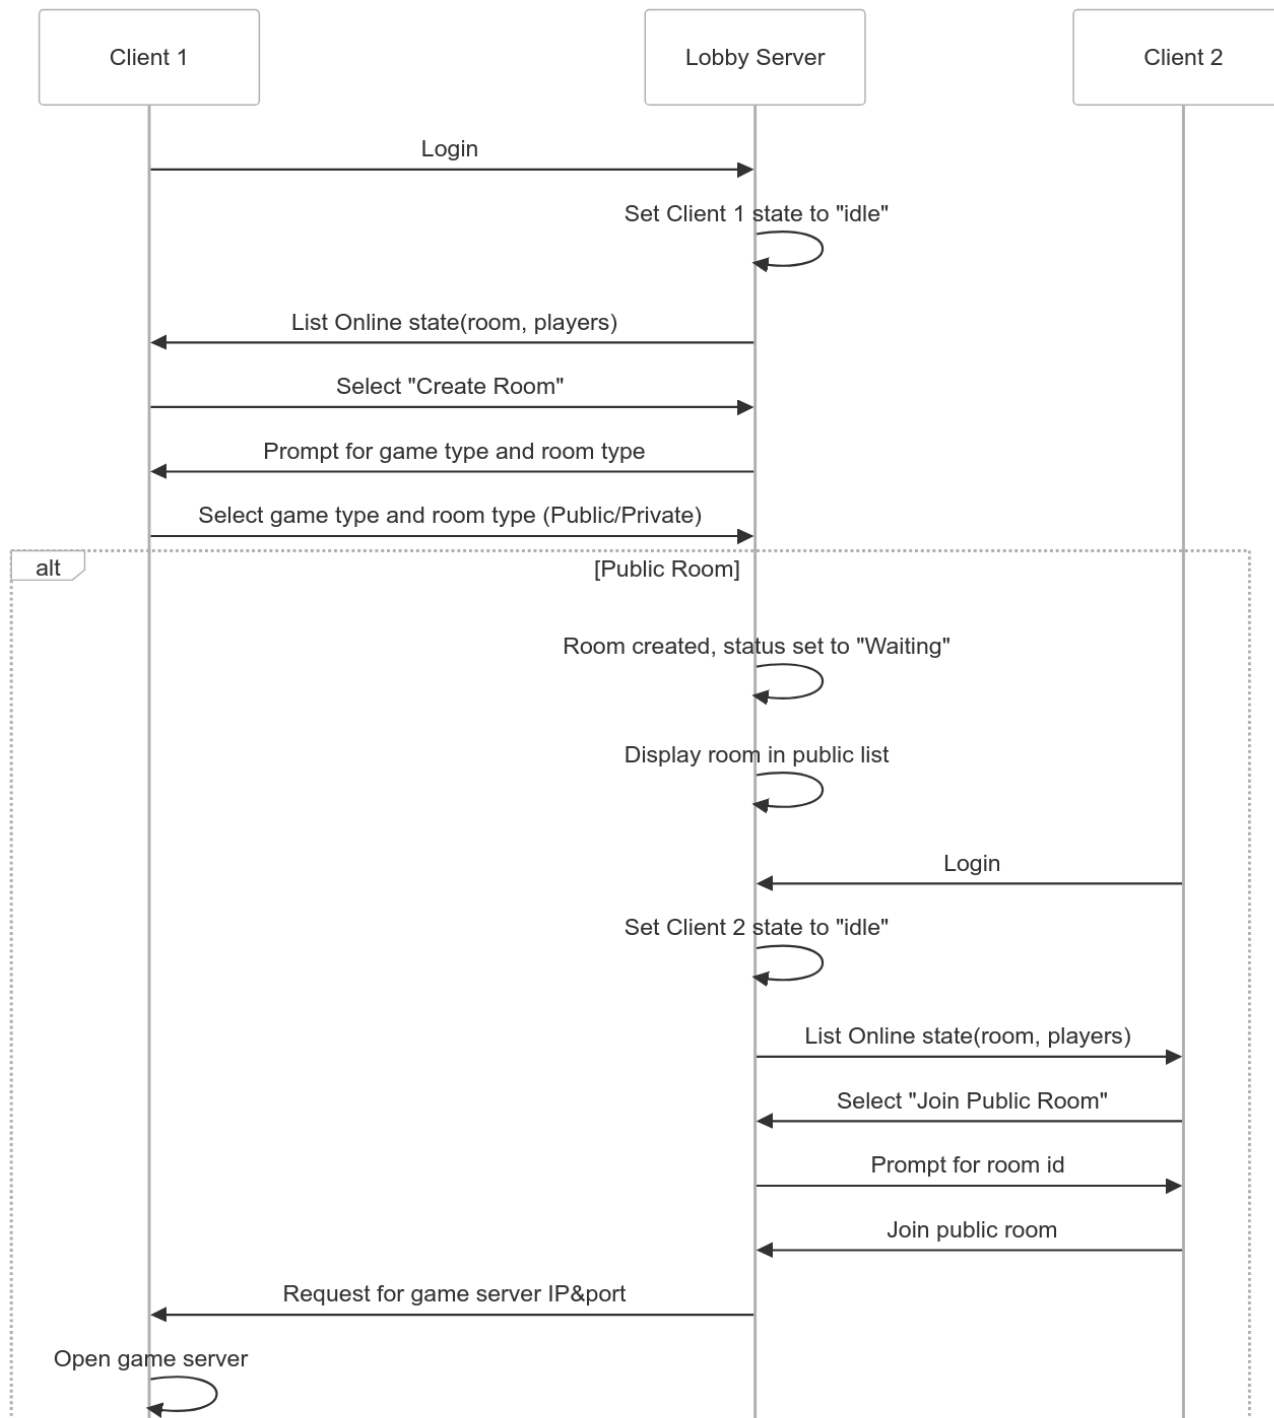 Client 1
Lobby Server
Client 2
Login
Set Client 1 state to "idle"
List Online state(room, players)
Select "Create Room"
Prompt for game type and room type
Select game type and room type (Public/Private)
alt
[Public Room]
Room created, status set to "Waiting"
Display room in public list
Login
Set Client 2 state to "idle"
List Online state(room, players)
Select "Join Public Room"
Prompt for room id
Join public room
Request for game server IP&port
Open game server